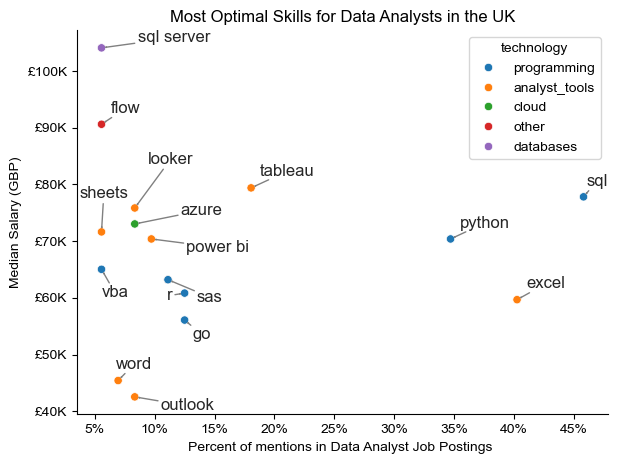 Most Optimal Skills for Data Analysts in the UK
sql server
technology
programming
analyst_tools
cloud
other
databases
£100K
flow
£90K
looker
tableau
£80K
sheets
sql
azure
python
£70K
power bi
Median Salary (GBP)
excel
vba
r
sas
£60K
go
£50K
word
outlook
£40K
5%
10%
15%
20%
25%
30%
35%
40%
45%
Percent of mentions in Data Analyst Job Postings